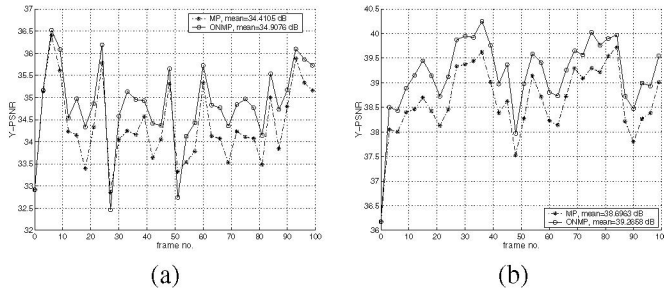 a
37
36.5
36
35.5
35
34.5
34
33.5
33
32.5
32
Y−PSNR
MP, mean=34.4105 dB
ONMP, mean=34.9076 dB
0 10 20 30 40 50 60 70 80 90 100
frame no.
(a)
b
40.5
40
39.5
39
38.5
38
37.5
37
36.5
36
Y−PSNR
MP, mean=38.6963 dB
ONMP, mean=39.2658 dB
0 10 20 30 40 50 60 70 80 90 100
frame no.
(b)